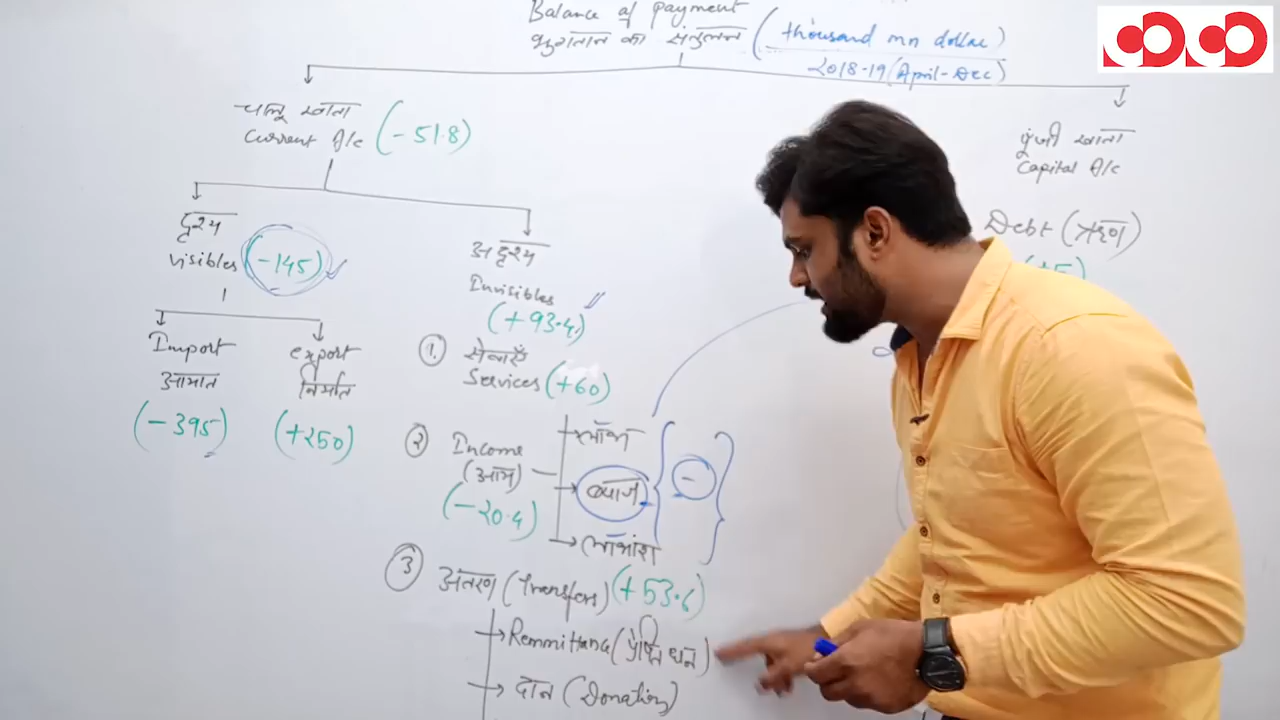 Balance of payment
भुगतान का संतुलन (thousand mn dollar)
2018-19 (April-Dec)
चालू खाता
Current A/c (-51.8)
पूंजी खाता
Capital A/c
Debt (ऋण)
दृश्य
visibles (-145)
अदृश्य
Invisibles
(+93.4)
Import
आयात
(-395)
export
निर्यात
(+250)
① सेवाएँ
Services (+60)
② Income
(आय)
(-20.4)
लाभ
ब्याज
लाभांश
{ - }
③ अंतरण (Transfers) (+53.6)
Remmittance (प्रेषित धन)
दान (Donation)